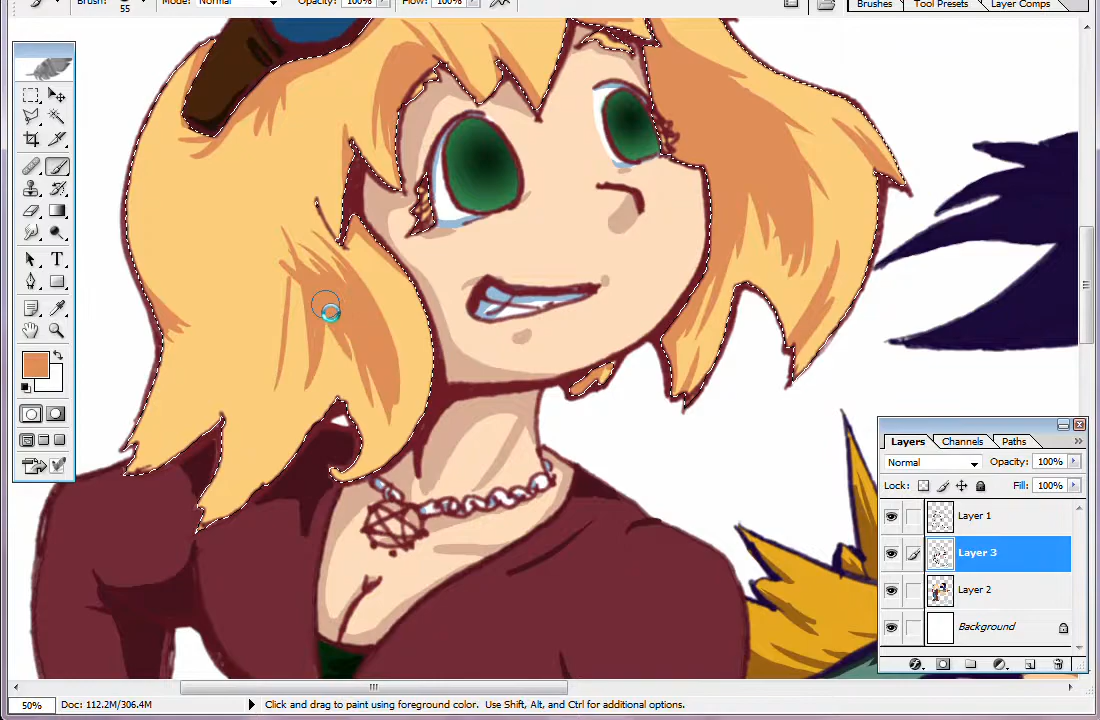 Brush: 55 Mode: Normal Opacity: 100% Flow: 100% Brushes Tool Presets Layer Comps
Layers Channels Paths
Normal Opacity: 100%
Lock: Fill: 100%
Layer 1
Layer 3
Layer 2
Background
50% Doc: 112.2M/306.4M Click and drag to paint using foreground color. Use Shift, Alt, and Ctrl for additional options.